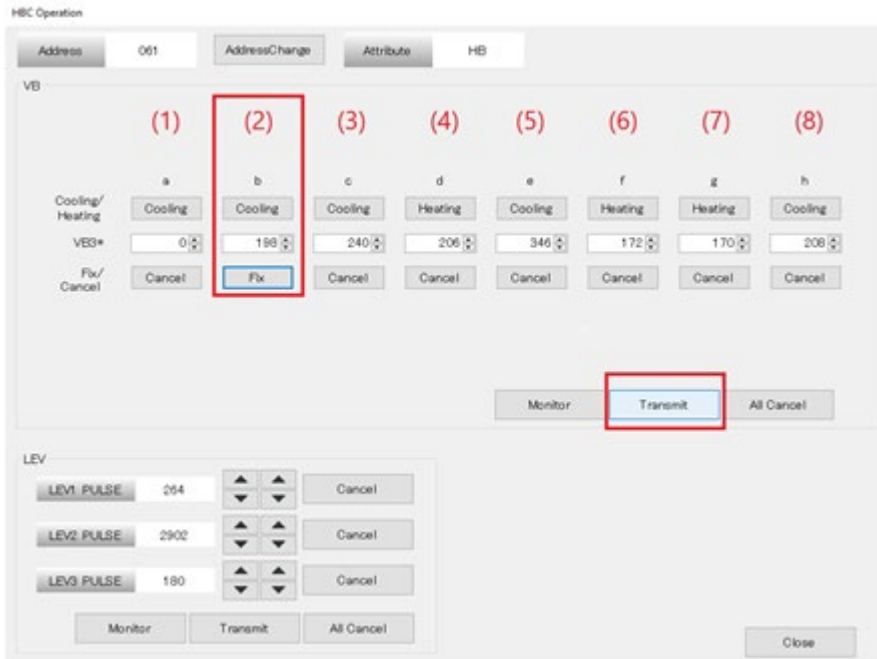 HBC Operation
Address 061 AddressChange Attribute HB
VB
(1) (2) (3) (4) (5) (6) (7) (8)
a b c d e f g h
Cooling/
Heating
Cooling Cooling Cooling Heating Cooling Heating Heating Cooling
VB3* 0 198 240 206 346 172 170 208
Fix/
Cancel
Cancel Fix Cancel Cancel Cancel Cancel Cancel Cancel
Monitor Transmit All Cancel
LEV
LEV1 PULSE 264 Cancel
LEV2 PULSE 2902 Cancel
LEV3 PULSE 180 Cancel
Monitor Transmit All Cancel
Close